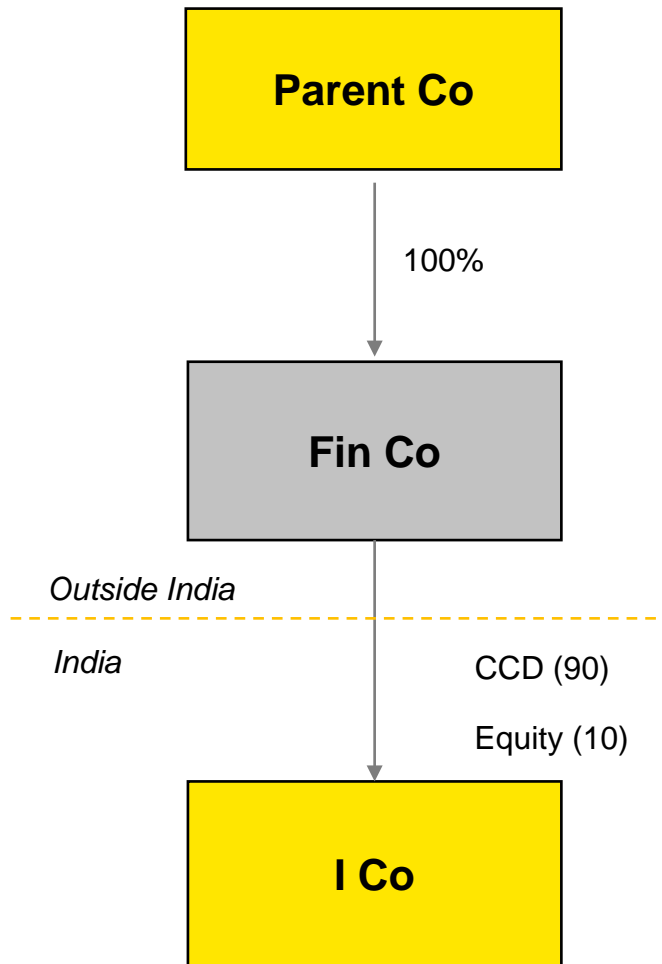 Parent Co
100%
Fin Co
Outside India
India
CCD (90)
Equity (10)
I Co